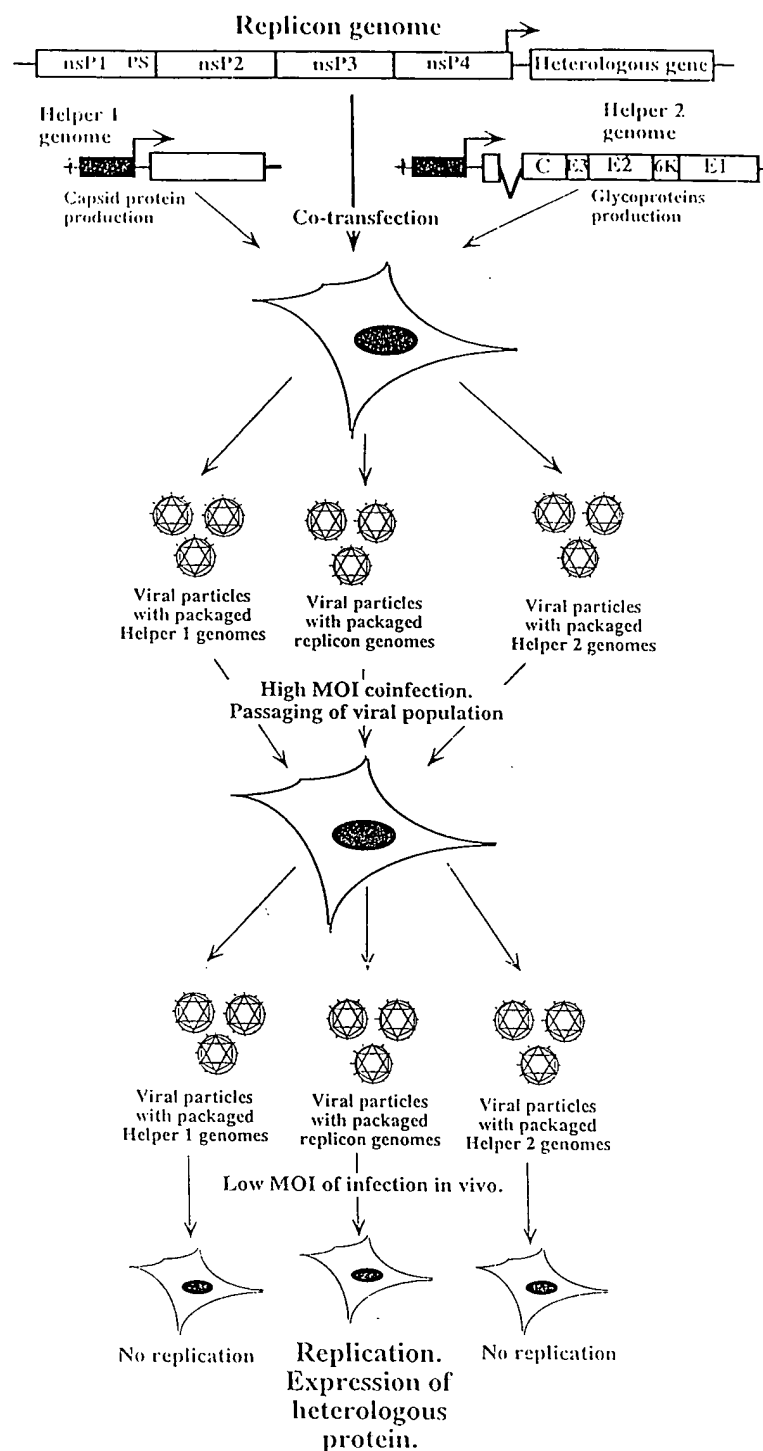 Replicon genome
nsP1 PS nsP2 nsP3 nsP4 Heterologous gene
Helper 1
genome
Helper 2
genome
C E3 E2 6K E1
Capsid protein
production
Glycoproteins
production
Co-transfection
Viral particles
with packaged
Helper 1 genomes
Viral particles
with packaged
replicon genomes
Viral particles
with packaged
Helper 2 genomes
High MOI coinfection.
Passaging of viral population
Viral particles
with packaged
Helper 1 genomes
Viral particles
with packaged
replicon genomes
Viral particles
with packaged
Helper 2 genomes
Low MOI of infection in vivo.
No replication
Replication.
Expression of
heterologous
protein.
No replication